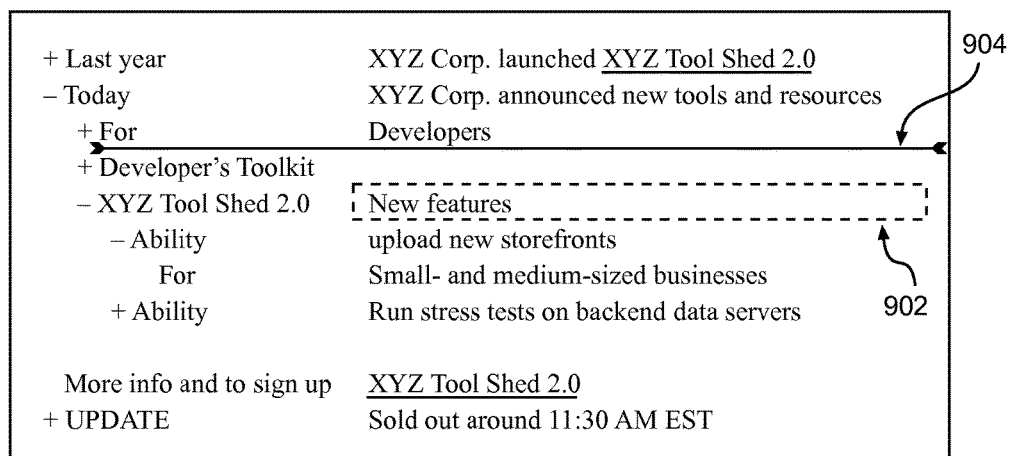 + Last year XYZ Corp. launched XYZ Tool Shed 2.0
904
– Today XYZ Corp. announced new tools and resources
+ For Developers
+ Developer's Toolkit
– XYZ Tool Shed 2.0 New features
– Ability upload new storefronts
For Small- and medium-sized businesses
902
+ Ability Run stress tests on backend data servers
More info and to sign up XYZ Tool Shed 2.0
+ UPDATE Sold out around 11:30 AM EST